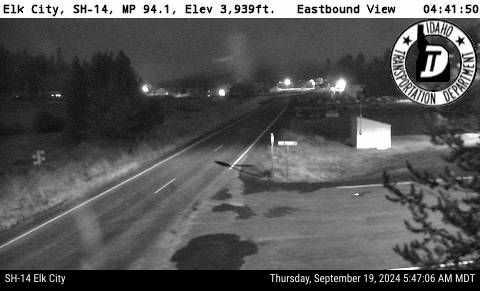 Elk City, SH-14, MP 94.1, Elev 3,939ft. Eastbound View 04:41:50
IDAHO
TRANSPORTATION DEPARTMENT
SH-14 Elk City Thursday, September 19, 2024 5:47:06 AM MDT